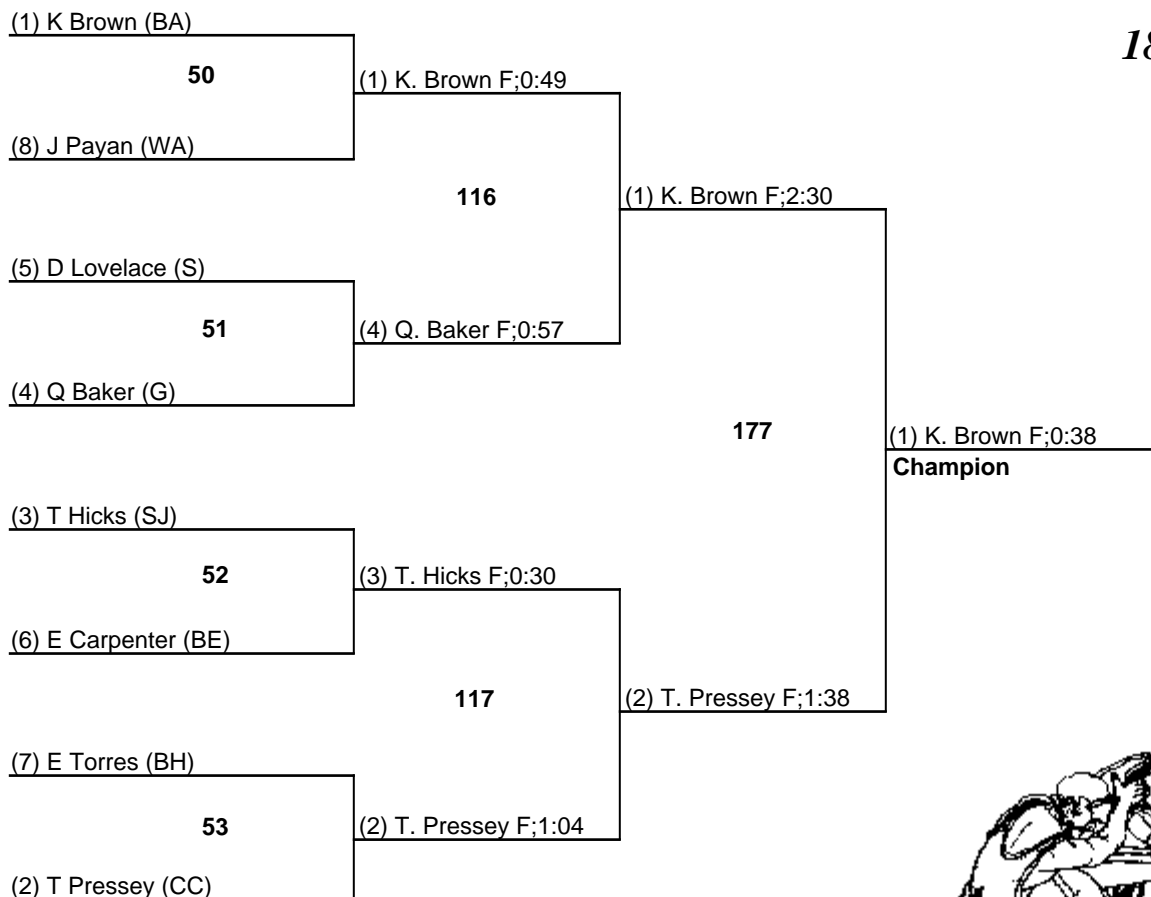 (1) K Brown (BA)
18
50
(1) K. Brown F;0:49
(8) J Payan (WA)
116
(1) K. Brown F;2:30
(5) D Lovelace (S)
51
(4) Q. Baker F;0:57
(4) Q Baker (G)
177
(1) K. Brown F;0:38
Champion
(3) T Hicks (SJ)
52
(3) T. Hicks F;0:30
(6) E Carpenter (BE)
117
(2) T. Pressey F;1:38
(7) E Torres (BH)
53
(2) T. Pressey F;1:04
(2) T Pressey (CC)